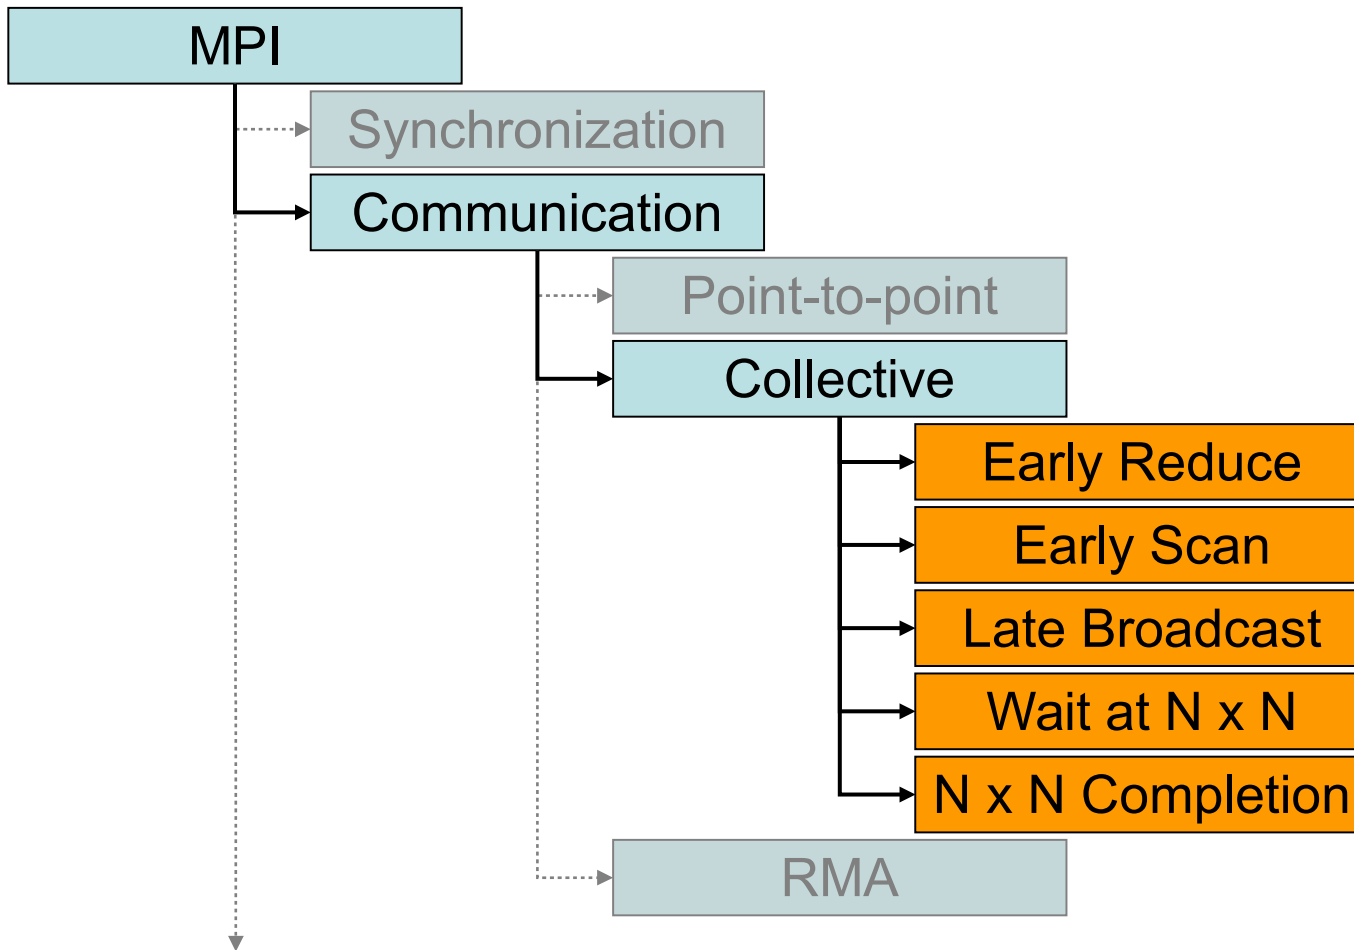 MPI
Synchronization
Communication
Point-to-point
Collective
Early Reduce
Early Scan
Late Broadcast
Wait at N x N
N x N Completion
RMA